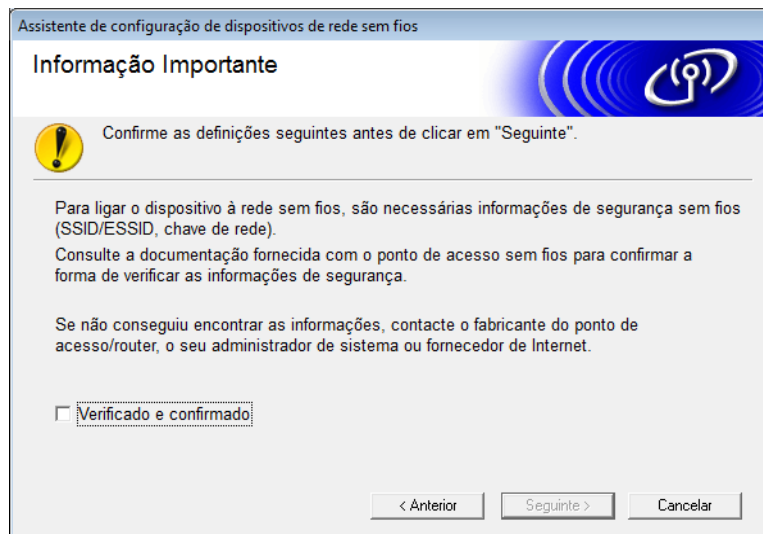 Assistente de configuração de dispositivos de rede sem fios
Informação Importante
Confirme as definições seguintes antes de clicar em "Seguinte".
Para ligar o dispositivo à rede sem fios, são necessárias informações de segurança sem fios
(SSID/ESSID, chave de rede).
Consulte a documentação fornecida com o ponto de acesso sem fios para confirmar a
forma de verificar as informações de segurança.
Se não conseguiu encontrar as informações, contacte o fabricante do ponto de
acesso/router, o seu administrador de sistema ou fornecedor de Internet.
Verificado e confirmado
< Anterior
Seguinte >
Cancelar